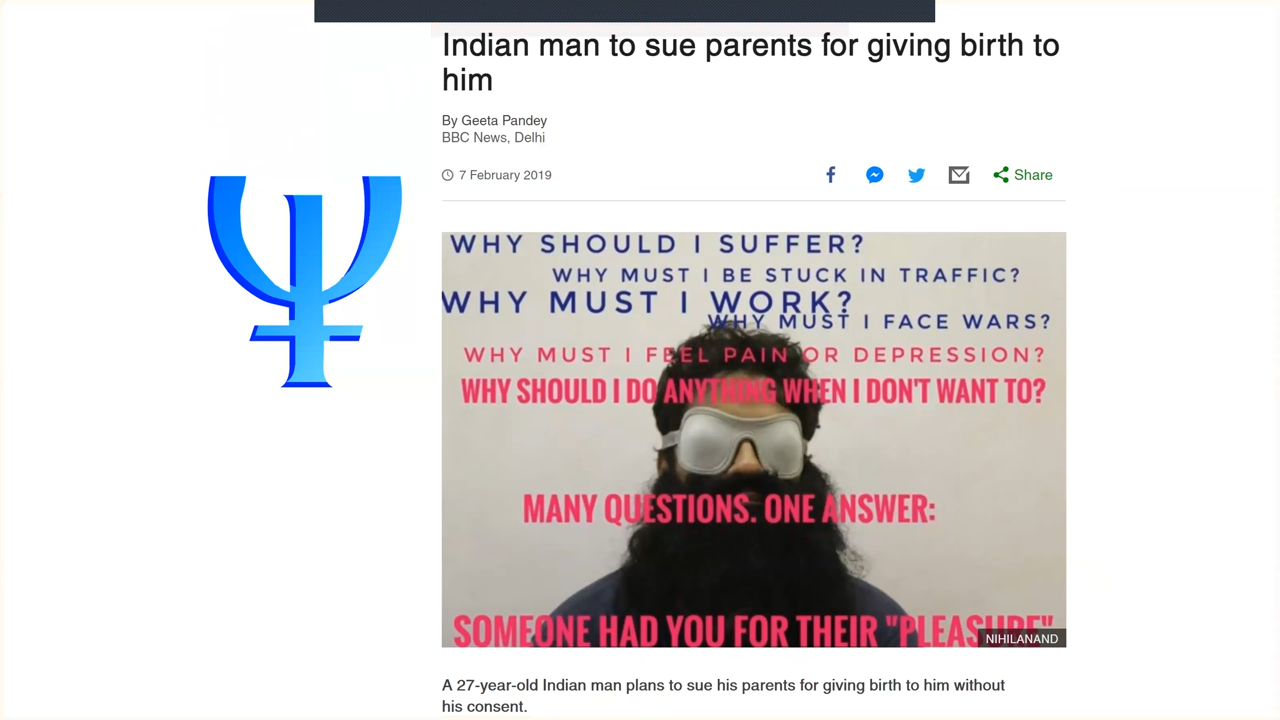 Indian man to sue parents for giving birth to
him
By Geeta Pandey
BBC News, Delhi
7 February 2019
Share
WHY SHOULD I SUFFER?
WHY MUST I BE STUCK IN TRAFFIC?
WHY MUST I WORK?
WHY MUST I FACE WARS?
WHY MUST I FEEL PAIN OR DEPRESSION?
WHY SHOULD I DO ANYTHING WHEN I DON'T WANT TO?
MANY QUESTIONS. ONE ANSWER:
SOMEONE HAD YOU FOR THEIR "PLEASURE"
NIHILANAND
A 27-year-old Indian man plans to sue his parents for giving birth to him without
his consent.